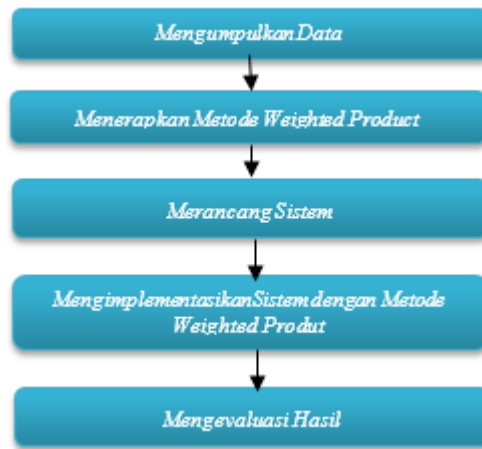 Mengumpulkan Data
Menerapkan Metode Weighted Product
Merancang Sistem
Mengimplementasikan Sistem dengan Metode
Weighted Produt
Mengevaluasi Hasil